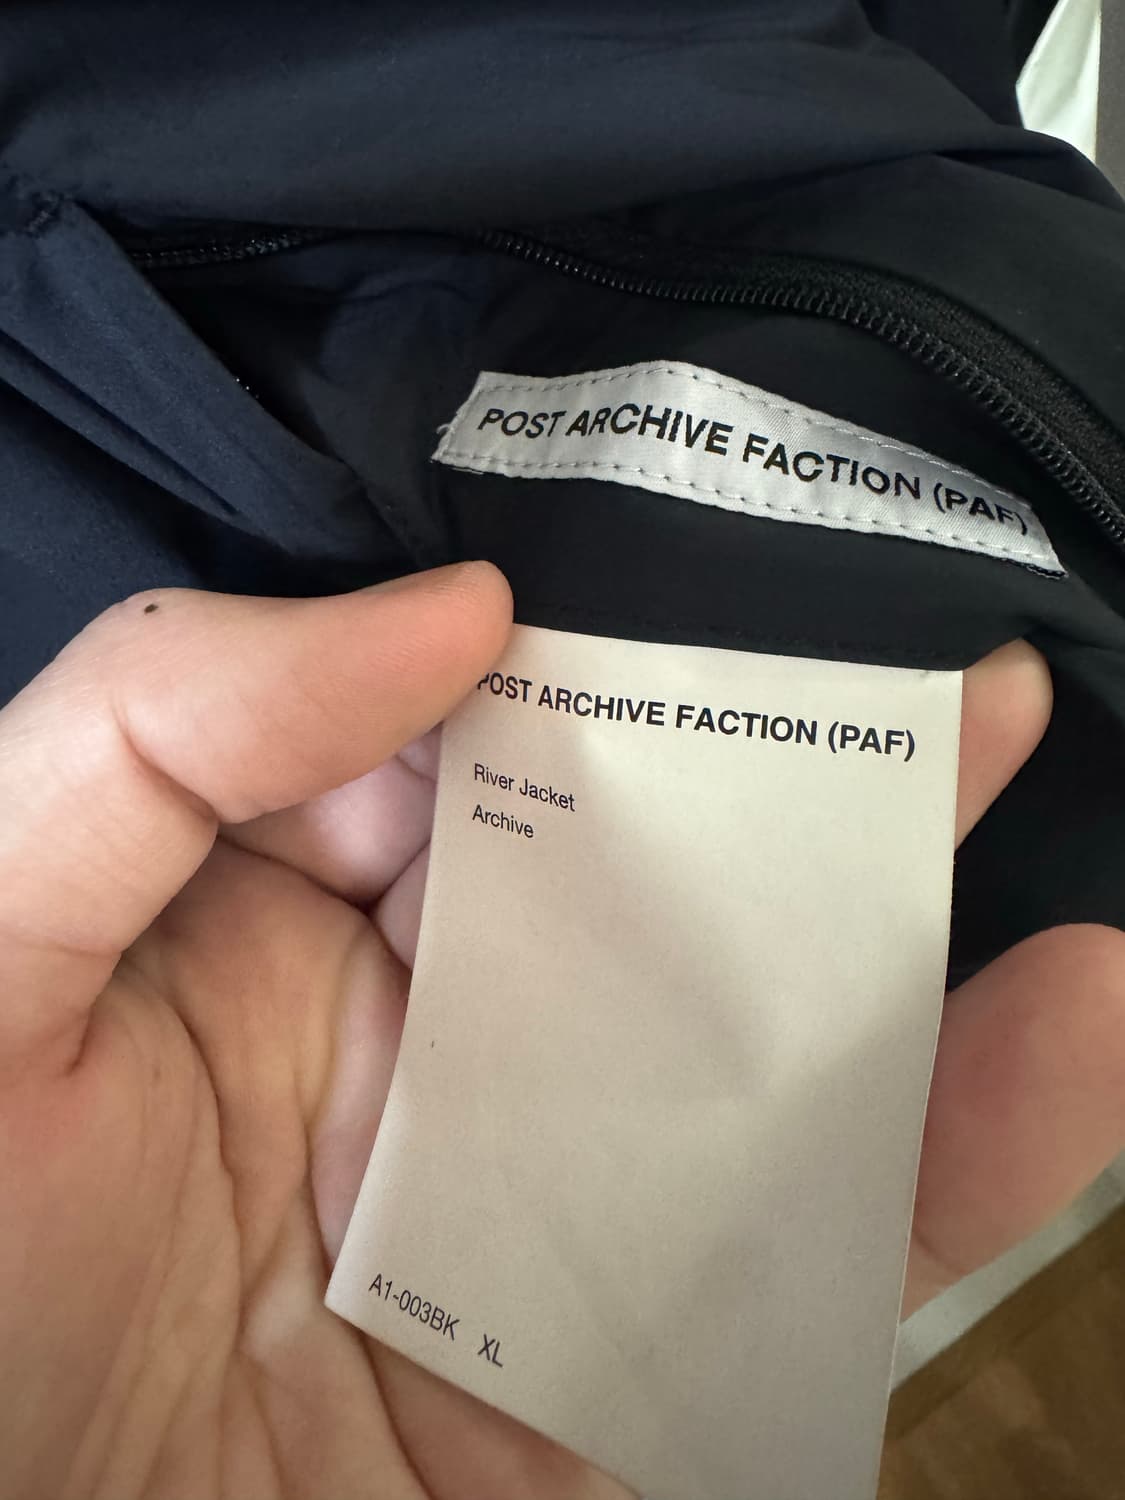 POST ARCHIVE FACTION (PAF)
POST ARCHIVE FACTION (PAF)
River Jacket
Archive
A1-003BK XL